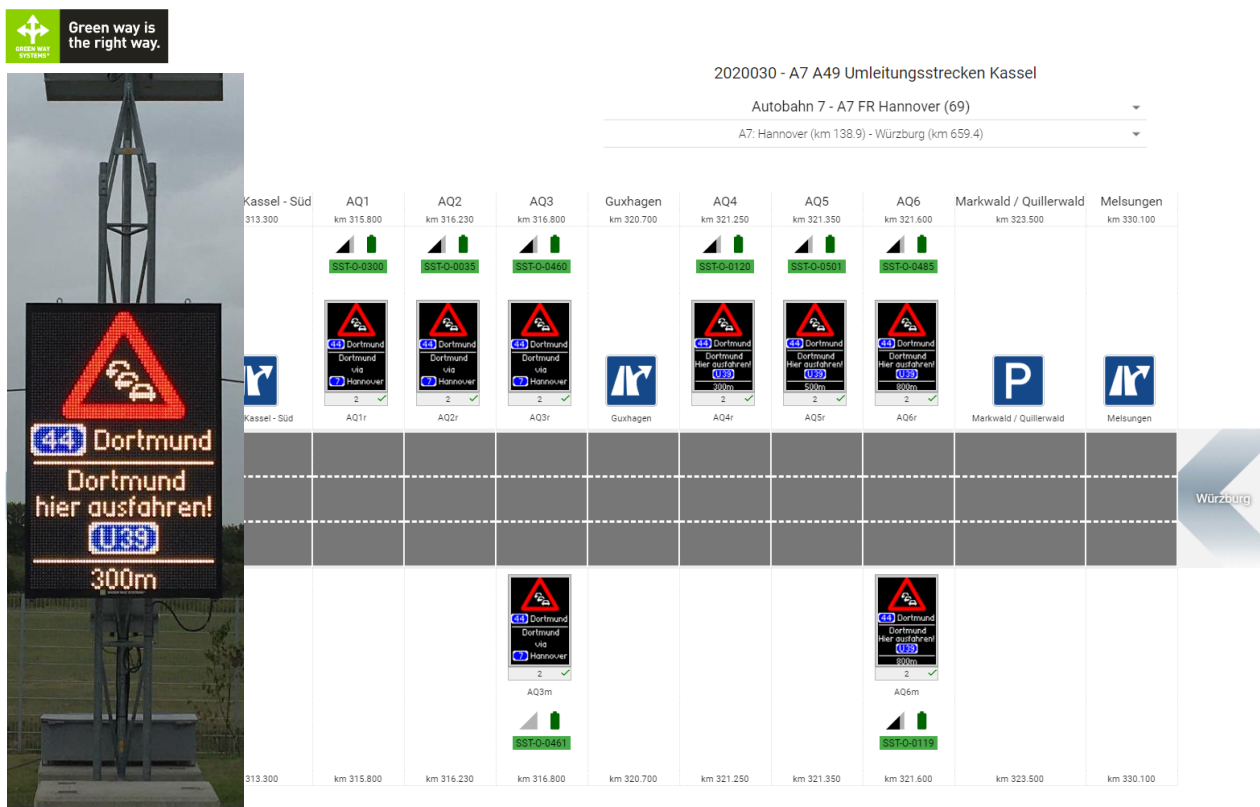 Green way is
the right way.
GREEN WAY
SYSTEMS
2020030 - A7 A49 Umleitungsstrecken Kassel
Autobahn 7 - A7 FR Hannover (69)
A7: Hannover (km 138.9) - Würzburg (km 659.4)
44 Dortmund
Dortmund
hier ausfahren!
U39
300m
Kassel - Süd AQ1 AQ2 AQ3 Guxhagen AQ4 AQ5 AQ6 Markwald / Quillerwald Melsungen
313.300 km 315.800 km 316.230 km 316.800 km 320.700 km 321.250 km 321.350 km 321.600 km 323.500 km 330.100
SST-O-0300 SST-O-0035 SST-O-0460 SST-O-0120 SST-O-0501 SST-O-0485
44 Dortmund 44 Dortmund 44 Dortmund 44 Dortmund 44 Dortmund 44 Dortmund
Dortmund Dortmund Dortmund Dortmund Dortmund Dortmund
via via via Hier ausfahren! Hier ausfahren! Hier ausfahren!
7 Hannover 7 Hannover 7 Hannover U39 U39 U39
300m 500m 800m
P
2 2 2 2 2 2
Kassel - Süd AQ1r AQ2r AQ3r Guxhagen AQ4r AQ5r AQ6r Markwald / Quillerwald Melsungen
Würzburg
44 Dortmund 44 Dortmund
Dortmund Dortmund
via Hier ausfahren!
7 Hannover U39
800m
2 2
AQ3m AQ6m
SST-O-0461 SST-O-0119
313.300 km 315.800 km 316.230 km 316.800 km 320.700 km 321.250 km 321.350 km 321.600 km 323.500 km 330.100